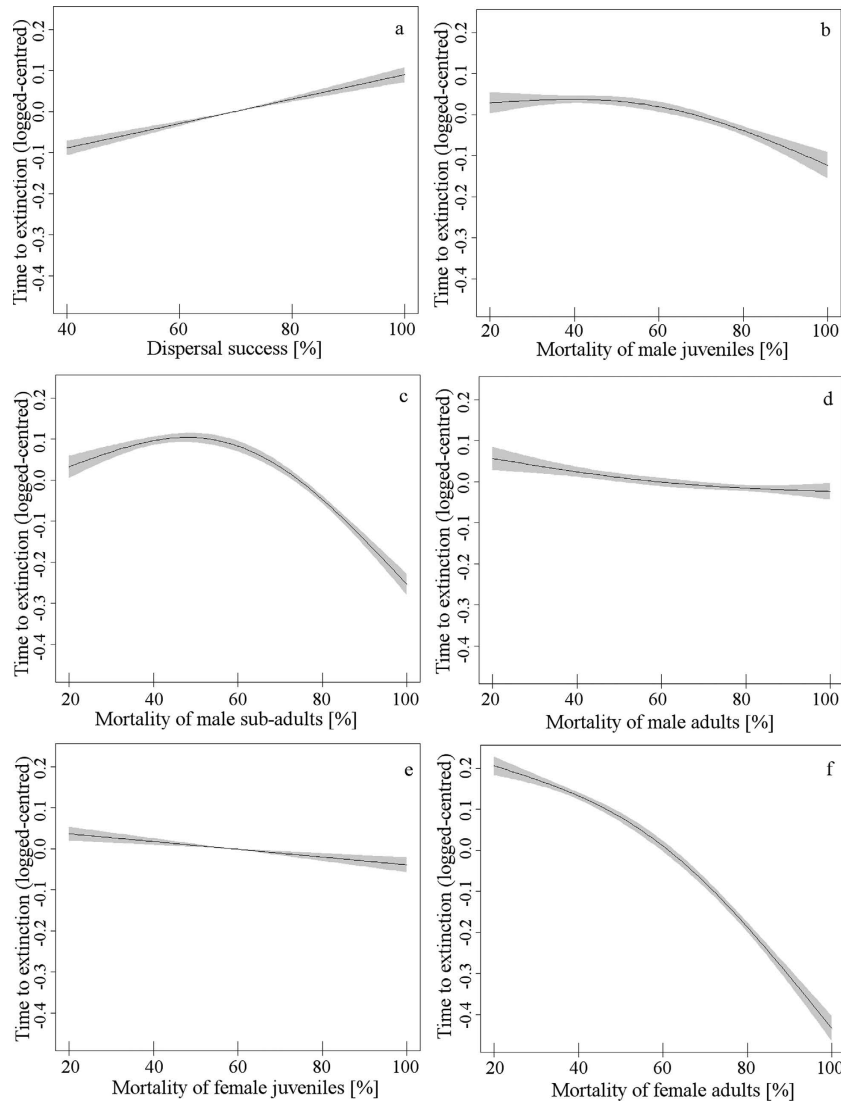 a
Time to extinction (logged-centred)
0.2
0.1
0.0
-0.1
-0.2
-0.3
-0.4
40 60 80 100
Dispersal success [%]
b
Time to extinction (logged-centred)
0.2
0.1
0.0
-0.1
-0.2
-0.3
-0.4
20 40 60 80 100
Mortality of male juveniles [%]
c
Time to extinction (logged-centred)
0.2
0.1
0.0
-0.1
-0.2
-0.3
-0.4
20 40 60 80 100
Mortality of male sub-adults [%]
d
Time to extinction (logged-centred)
0.2
0.1
0.0
-0.1
-0.2
-0.3
-0.4
20 40 60 80 100
Mortality of male adults [%]
e
Time to extinction (logged-centred)
0.2
0.1
0.0
-0.1
-0.2
-0.3
-0.4
20 40 60 80 100
Mortality of female juveniles [%]
f
Time to extinction (logged-centred)
0.2
0.1
0.0
-0.1
-0.2
-0.3
-0.4
20 40 60 80 100
Mortality of female adults [%]